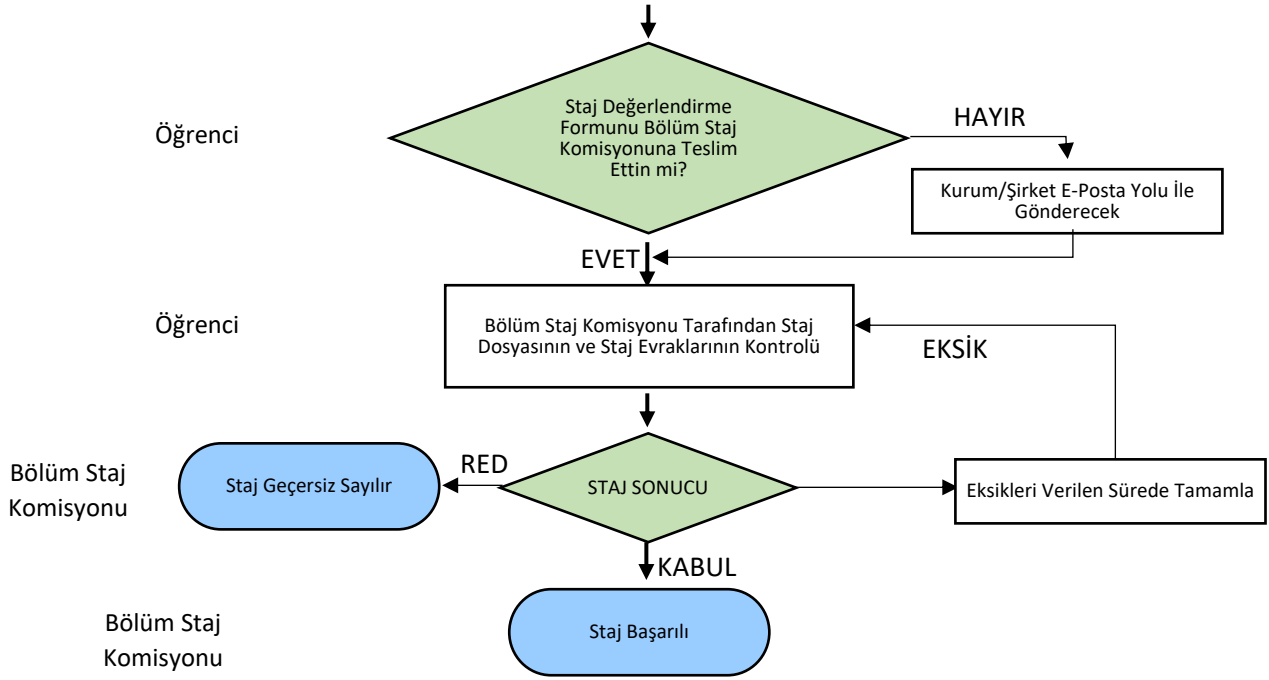 Staj Değerlendirme
Formunu Bölüm Staj
Komisyonuna Teslim
Ettin mi?
Öğrenci
HAYIR
Kurum/Şirket E-Posta Yolu İle
Gönderecek
EVET
Öğrenci
Bölüm Staj Komisyonu Tarafından Staj
Dosyasının ve Staj Evraklarının Kontrolü
EKSİK
Bölüm Staj
Komisyonu
Staj Geçersiz Sayılır
RED
STAJ SONUCU
Eksikleri Verilen Sürede Tamamla
KABUL
Bölüm Staj
Komisyonu
Staj Başarılı